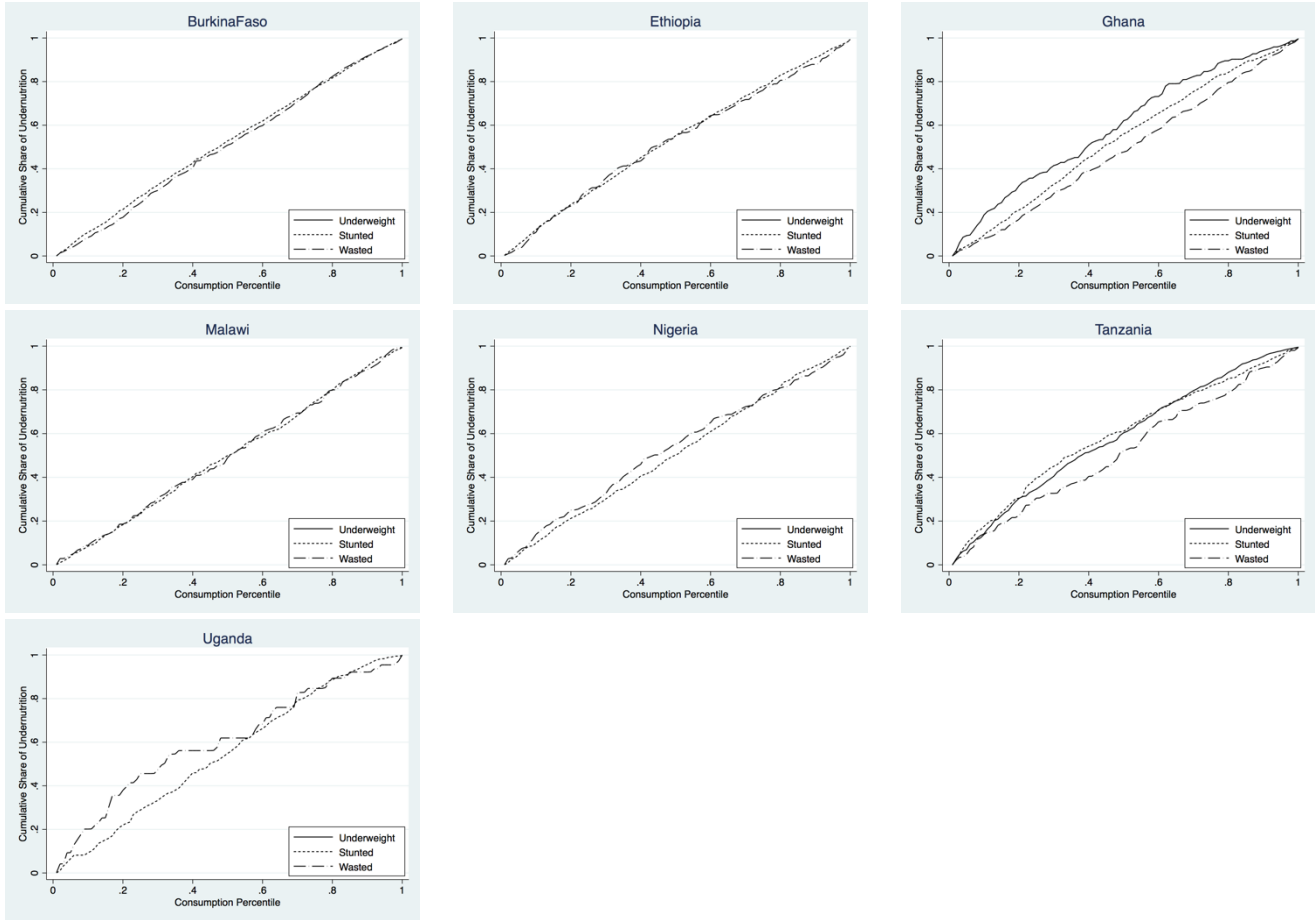 BurkinaFaso
Cumulative Share of Undernutrition
1
.8
.6
.4
.2
0
Underweight
Stunted
Wasted
0 .2 .4 .6 .8 1
Consumption Percentile
Ethiopia
Cumulative Share of Undernutrition
1
.8
.6
.4
.2
0
Underweight
Stunted
Wasted
0 .2 .4 .6 .8 1
Consumption Percentile
Ghana
Cumulative Share of Undernutrition
1
.8
.6
.4
.2
0
Underweight
Stunted
Wasted
0 .2 .4 .6 .8 1
Consumption Percentile
Malawi
Cumulative Share of Undernutrition
1
.8
.6
.4
.2
0
Underweight
Stunted
Wasted
0 .2 .4 .6 .8 1
Consumption Percentile
Nigeria
Cumulative Share of Undernutrition
1
.8
.6
.4
.2
0
Underweight
Stunted
Wasted
0 .2 .4 .6 .8 1
Consumption Percentile
Tanzania
Cumulative Share of Undernutrition
1
.8
.6
.4
.2
0
Underweight
Stunted
Wasted
0 .2 .4 .6 .8 1
Consumption Percentile
Uganda
Cumulative Share of Undernutrition
1
.8
.6
.4
.2
0
Underweight
Stunted
Wasted
0 .2 .4 .6 .8 1
Consumption Percentile